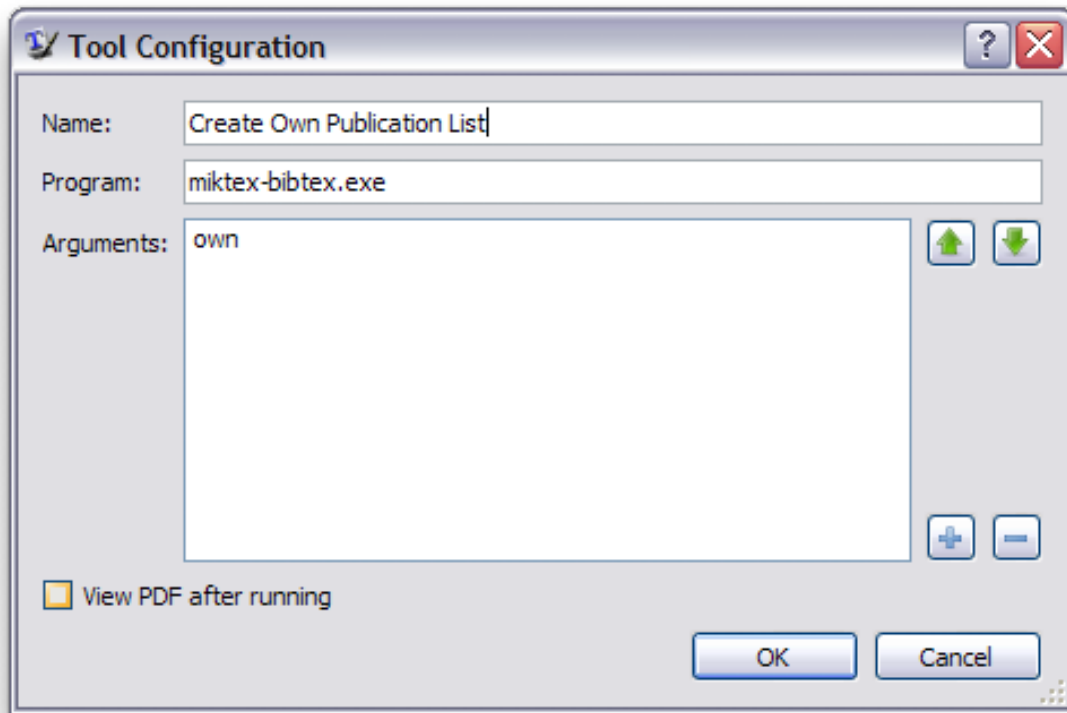 Tool Configuration
Name: Create Own Publication List
Program: miktex-bibtex.exe
Arguments: own
View PDF after running
OK Cancel